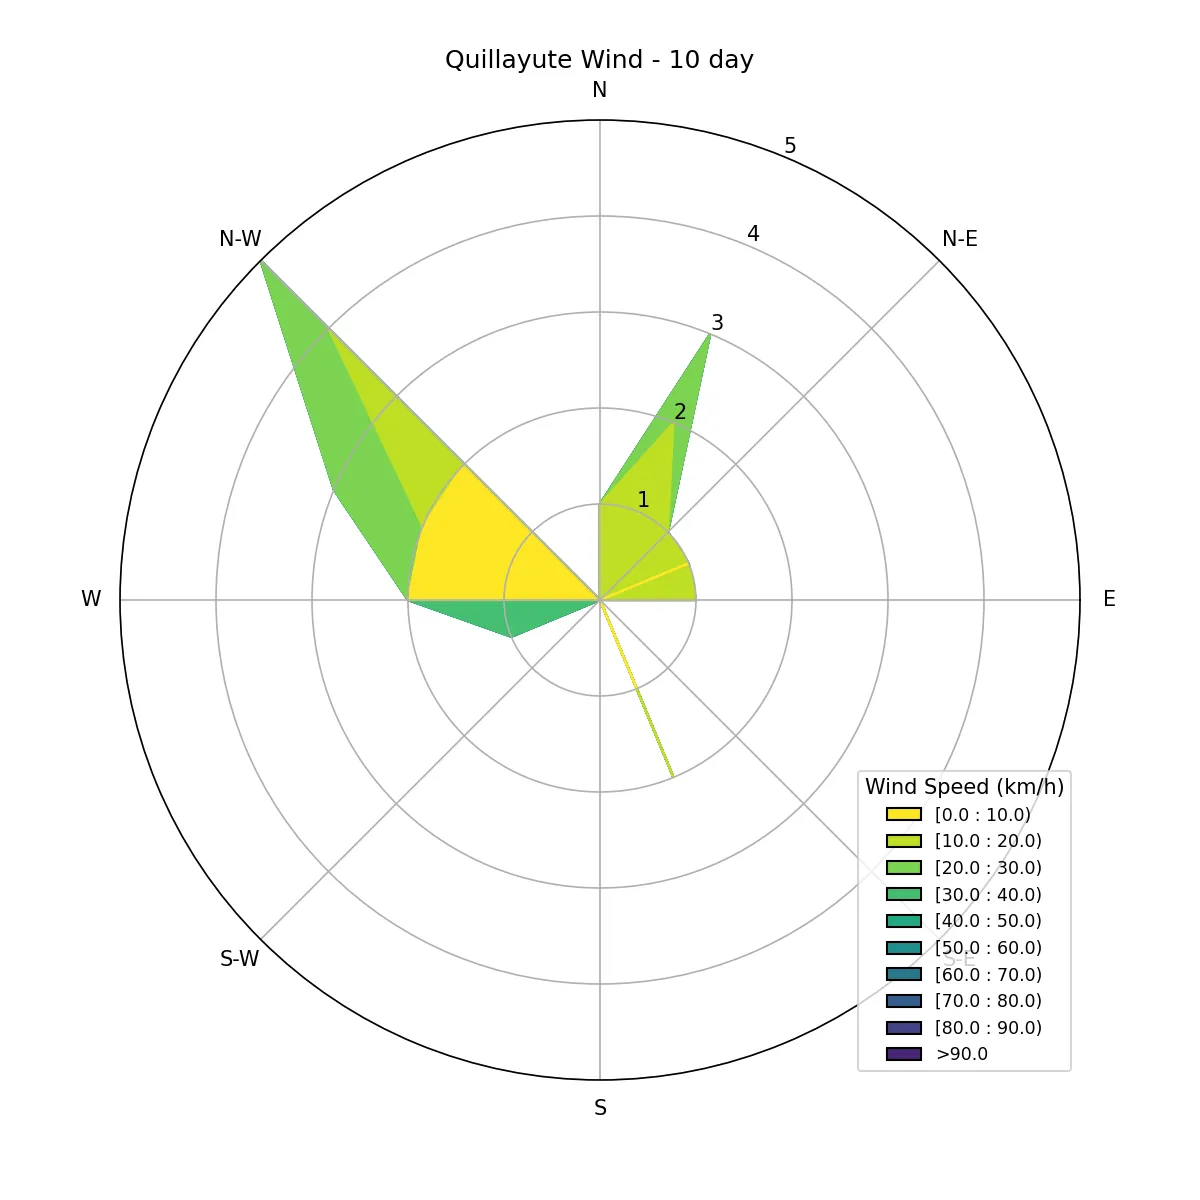 Quillayute Wind - 10 day
N
5
N-W
N-E
4
3
2
1
W
E
Wind Speed (km/h)
[0.0 : 10.0)
[10.0 : 20.0)
[20.0 : 30.0)
[30.0 : 40.0)
[40.0 : 50.0)
[50.0 : 60.0)
[60.0 : 70.0)
[70.0 : 80.0)
[80.0 : 90.0)
>90.0
S-W
S-E
S